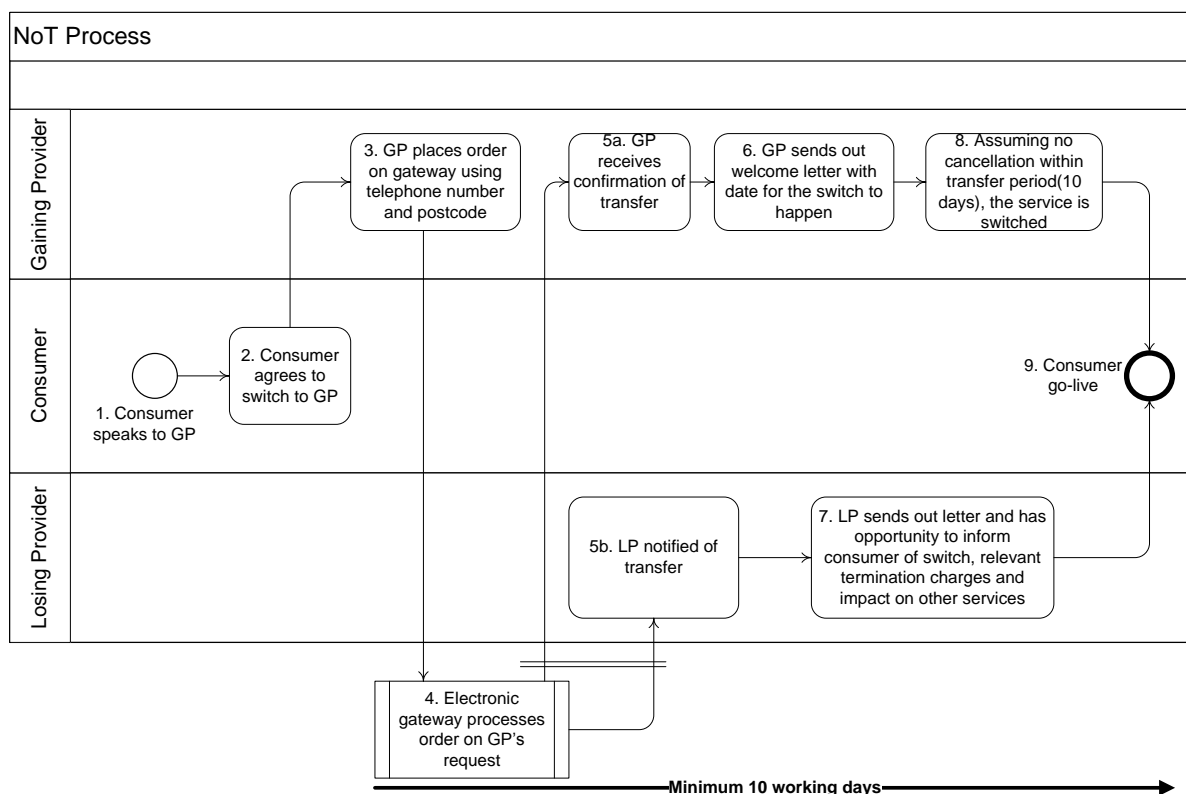 NoT Process
Gaining Provider
3. GP places order
on gateway using
telephone number
and postcode
5a. GP
receives
confirmation of
transfer
6. GP sends out
welcome letter with
date for the switch to
happen
8. Assuming no
cancellation within
transfer period(10
days), the service is
switched
Consumer
1. Consumer
speaks to GP
2. Consumer
agrees to
switch to GP
9. Consumer
go-live
Losing Provider
5b. LP notified of
transfer
7. LP sends out letter and has
opportunity to inform
consumer of switch, relevant
termination charges and
impact on other services
4. Electronic
gateway processes
order on GP's
request
Minimum 10 working days